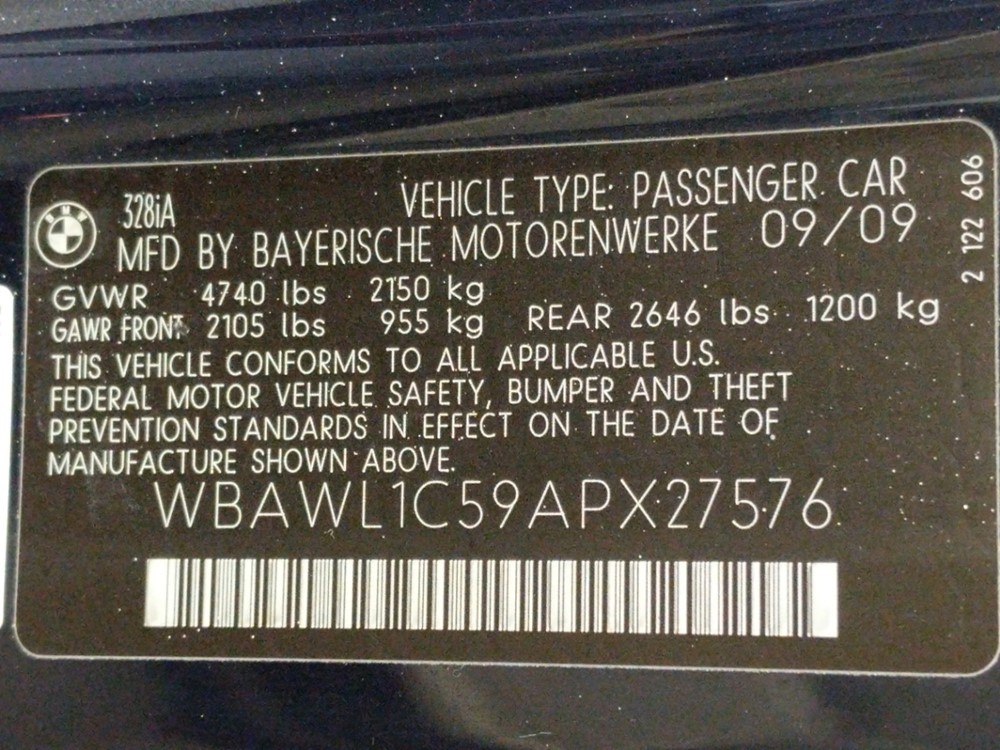 BMW
328iA VEHICLE TYPE: PASSENGER CAR
MFD BY BAYERISCHE MOTORENWERKE 09/09
GVWR 4740 lbs 2150 kg
GAWR FRONT 2105 lbs 955 kg REAR 2646 lbs 1200 kg
THIS VEHICLE CONFORMS TO ALL APPLICABLE U.S.
FEDERAL MOTOR VEHICLE SAFETY, BUMPER AND THEFT
PREVENTION STANDARDS IN EFFECT ON THE DATE OF
MANUFACTURE SHOWN ABOVE.
WBAWL1C59APX27576
2 122 606